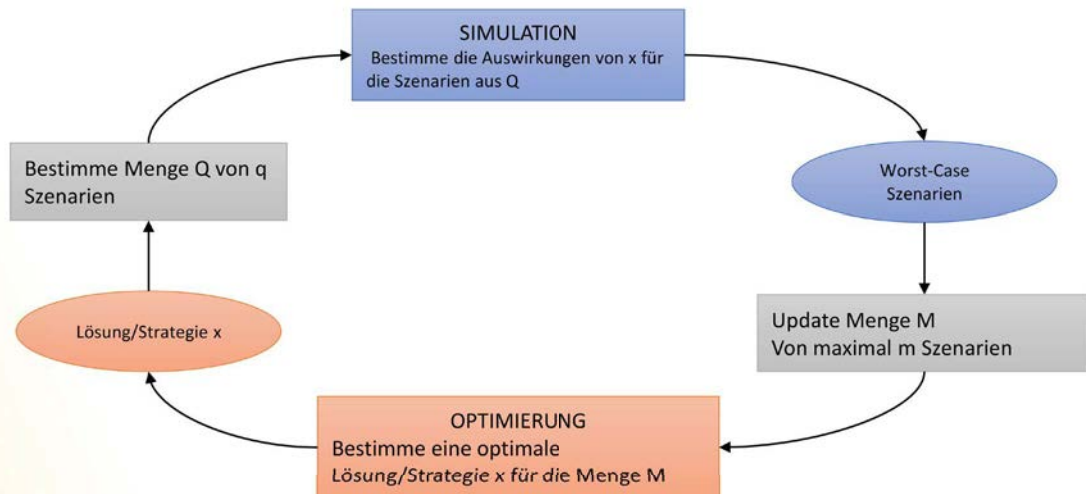 SIMULATION
Bestimme die Auswirkungen von x für
die Szenarien aus Q
Bestimme Menge Q von q
Szenarien
Worst-Case
Szenarien
Lösung/Strategie x
Update Menge M
Von maximal m Szenarien
OPTIMIERUNG
Bestimme eine optimale
Lösung/Strategie x für die Menge M